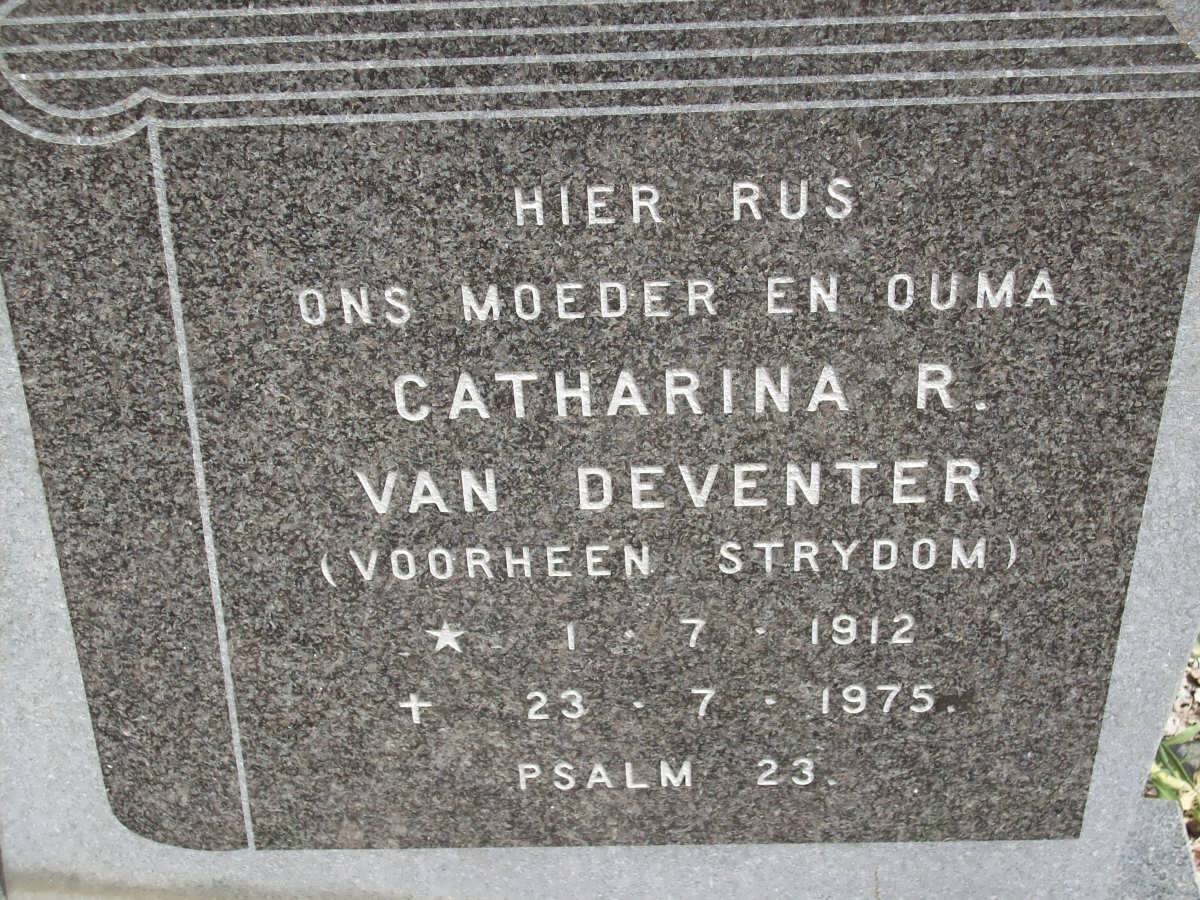 HIER RUS
ONS MOEDER EN OUMA
CATHARINA R.
VAN DEVENTER
(VOORHEEN STRYDOM)
★ 1 · 7 · 1912
+ 23 · 7 · 1975.
PSALM 23.